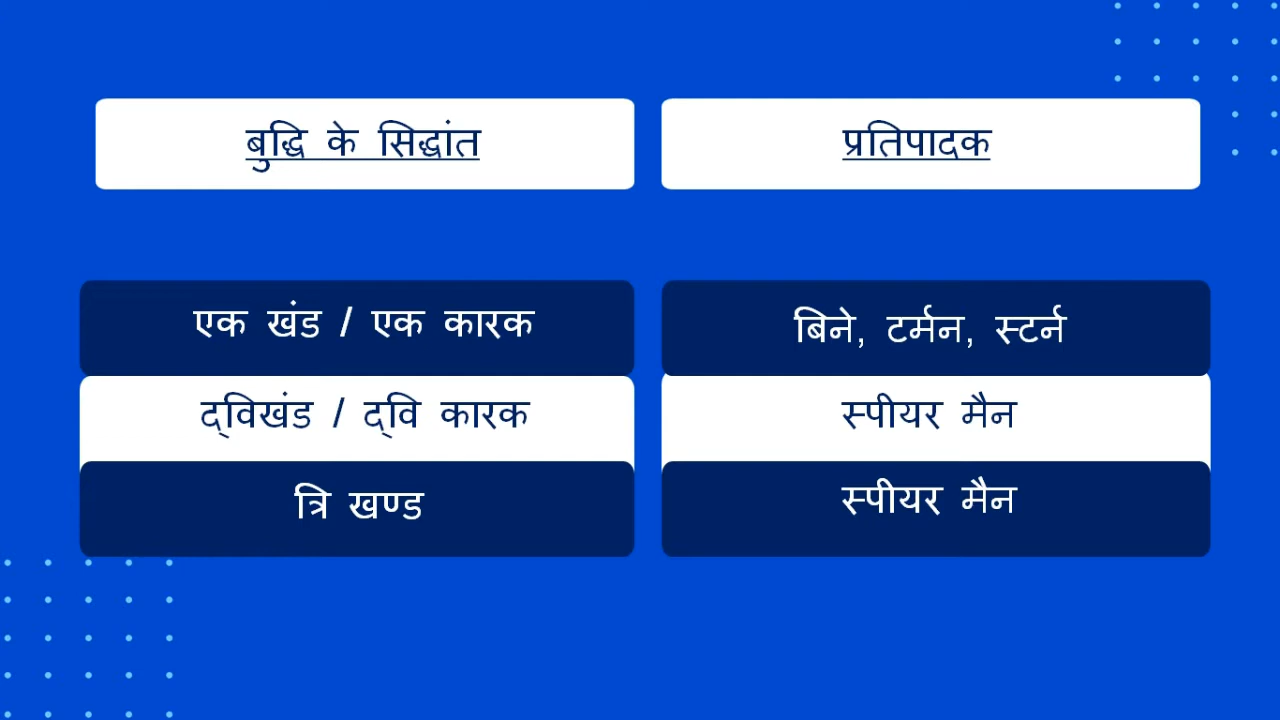 बुद्धि के सिद्धांत प्रतिपादक
एक खंड / एक कारक बिने, टर्मन, स्टर्न
द्‌विखंड / द्‌वि कारक स्पीयर मैन
त्रि खण्ड स्पीयर मैन